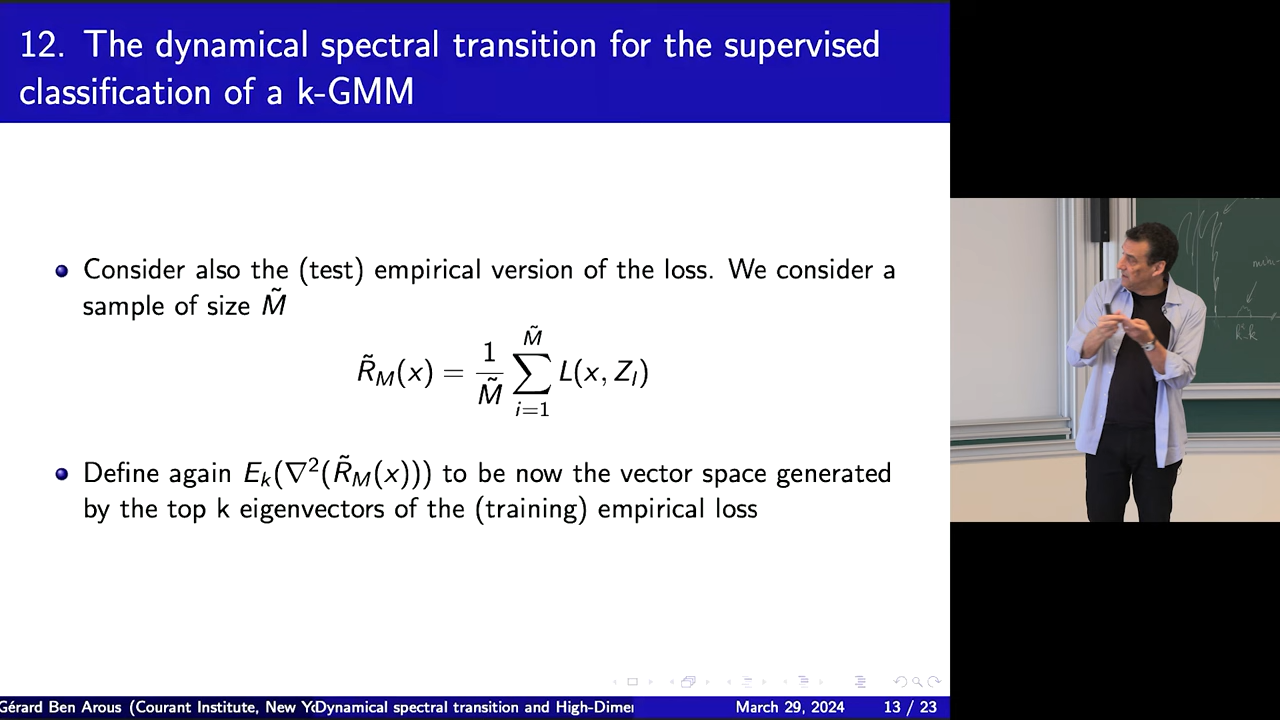 12. The dynamical spectral transition for the supervised
classification of a k-GMM
Consider also the (test) empirical version of the loss. We consider a
sample of size M̃
R̃_M(x) = 1/M̃ ∑_{i=1}^{M̃} L(x, Z_I)
Define again E_k(∇²(R̃_M(x))) to be now the vector space generated
by the top k eigenvectors of the (training) empirical loss
Gérard Ben Arous (Courant Institute, New Yo
Dynamical spectral transition and High-Dimen
March 29, 2024
13 / 23